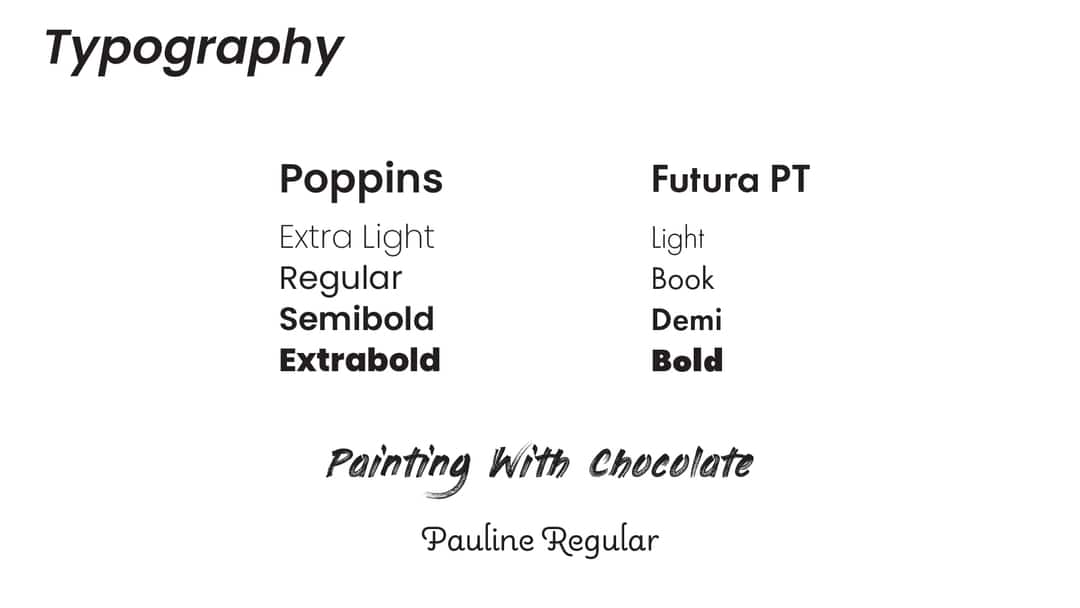 Typography
Poppins
Extra Light
Regular
Semibold
Extrabold
Futura PT
Light
Book
Demi
Bold
Painting With Chocolate
Pauline Regular